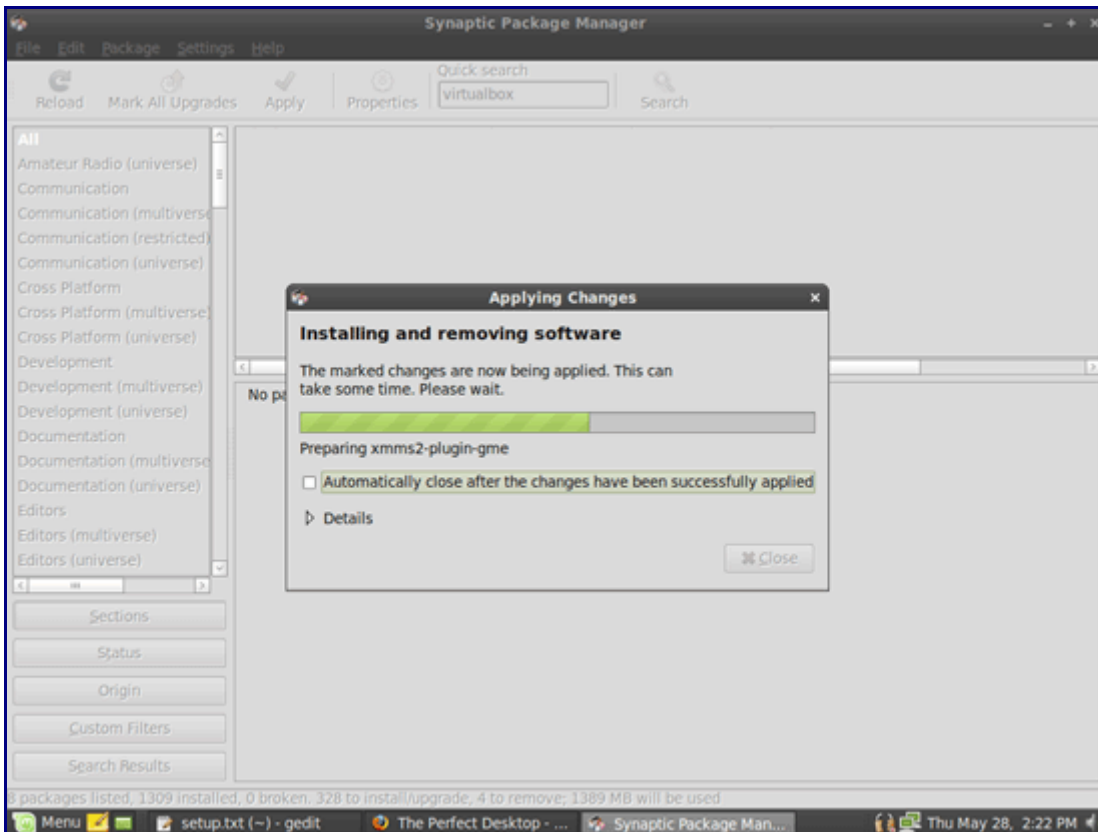 Synaptic Package Manager
File Edit Package Settings Help
Reload Mark All Upgrades Apply Properties
Quick search
virtualbox
Search
All
Amateur Radio (universe)
Communication
Communication (multiverse
Communication (restricted)
Communication (universe)
Cross Platform
Cross Platform (multiverse)
Cross Platform (universe)
Development
Development (multiverse)
Development (universe)
Documentation
Documentation (multiverse
Documentation (universe)
Editors
Editors (multiverse)
Editors (universe)
Sections
Status
Origin
Custom Filters
Search Results
No pa
Applying Changes
Installing and removing software
The marked changes are now being applied. This can
take some time. Please wait.
Preparing xmms2-plugin-gme
Automatically close after the changes have been successfully applied
Details
Close
8 packages listed, 1309 installed, 0 broken. 328 to install/upgrade, 4 to remove; 1389 MB will be used
Menu setup.txt (~) - gedit The Perfect Desktop - ... Synaptic Package Man... Thu May 28, 2:22 PM